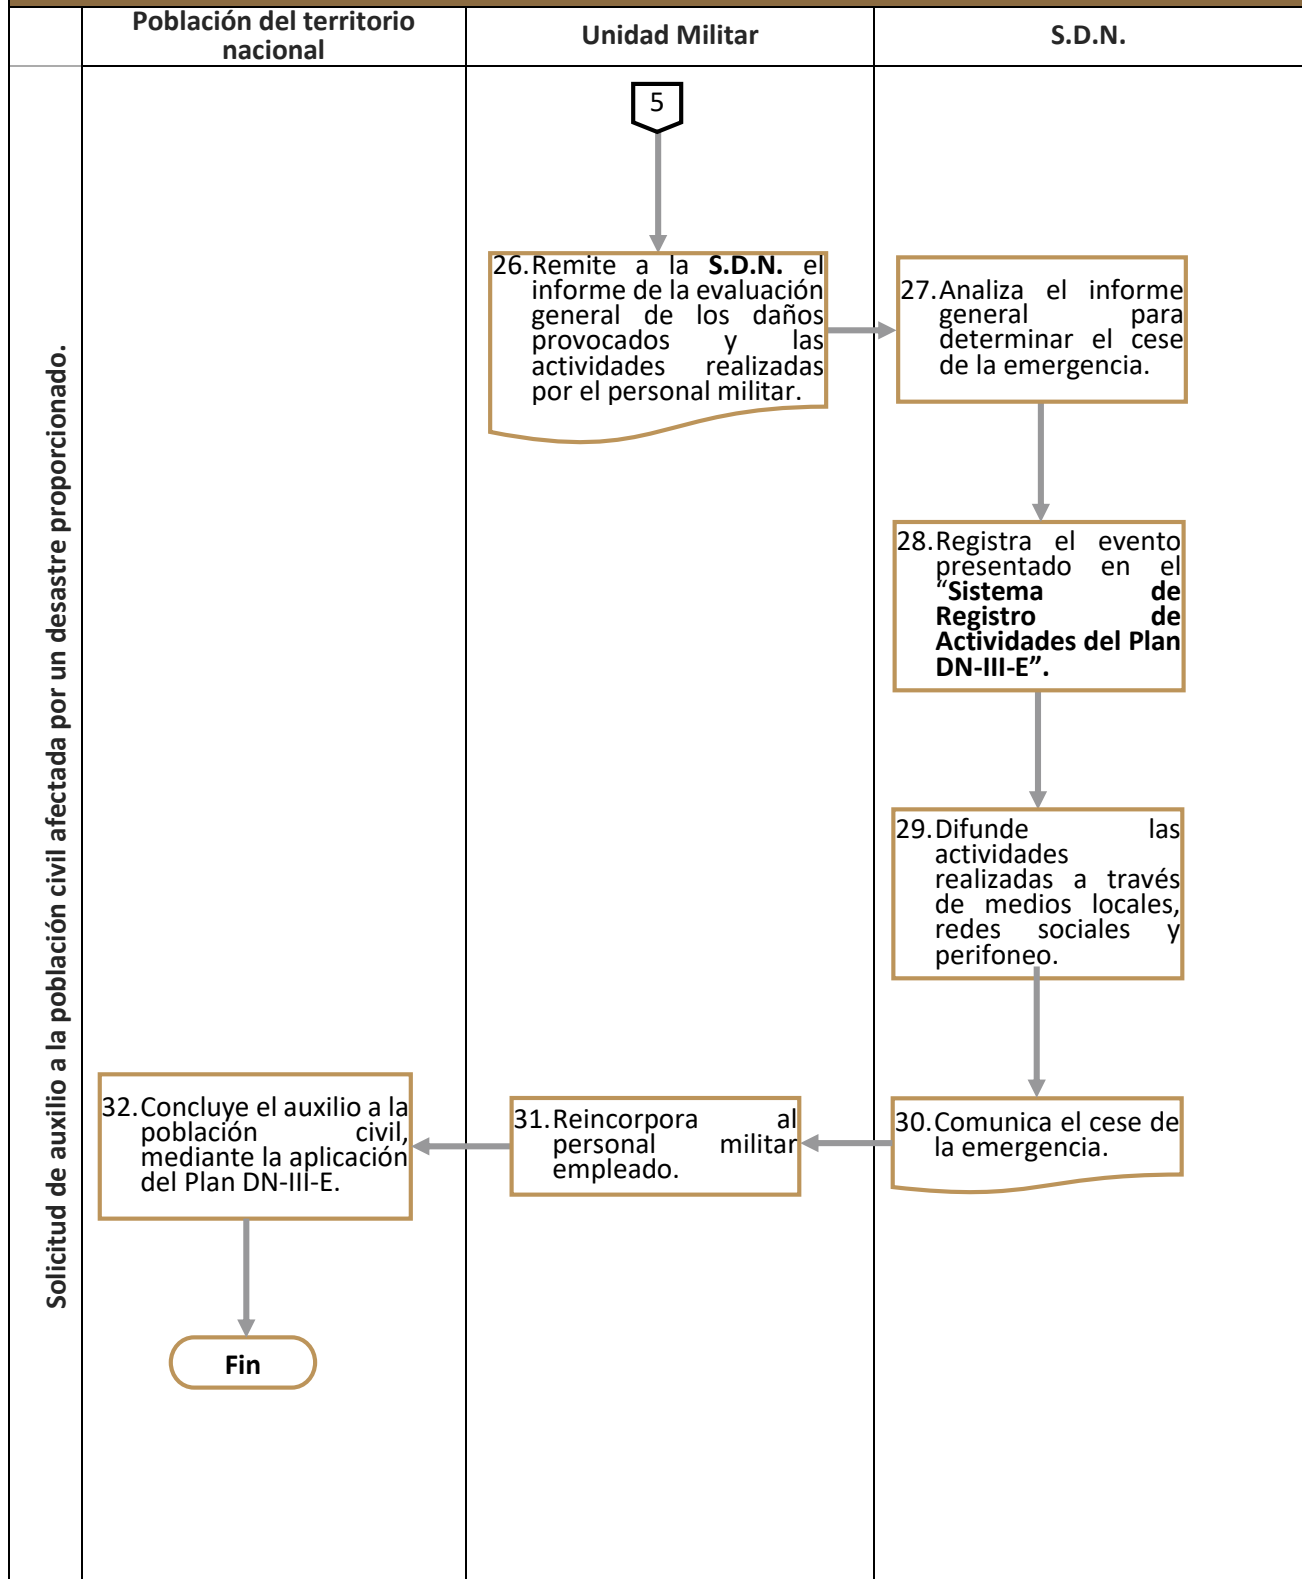 Población del territorio
nacional
Unidad Militar
S.D.N.
Solicitud de auxilio a la población civil afectada por un desastre proporcionado.
5
26. Remite a la S.D.N. el
informe de la evaluación
general de los daños
provocados y las
actividades realizadas
por el personal militar.
27. Analiza el informe
general para
determinar el cese
de la emergencia.
28. Registra el evento
presentado en el
“Sistema de
Registro de
Actividades del Plan
DN-III-E”.
29. Difunde las
actividades
realizadas a través
de medios locales,
redes sociales y
perifoneo.
30. Comunica el cese de
la emergencia.
31. Reincorpora al
personal militar
empleado.
32. Concluye el auxilio a la
población civil,
mediante la aplicación
del Plan DN-III-E.
Fin